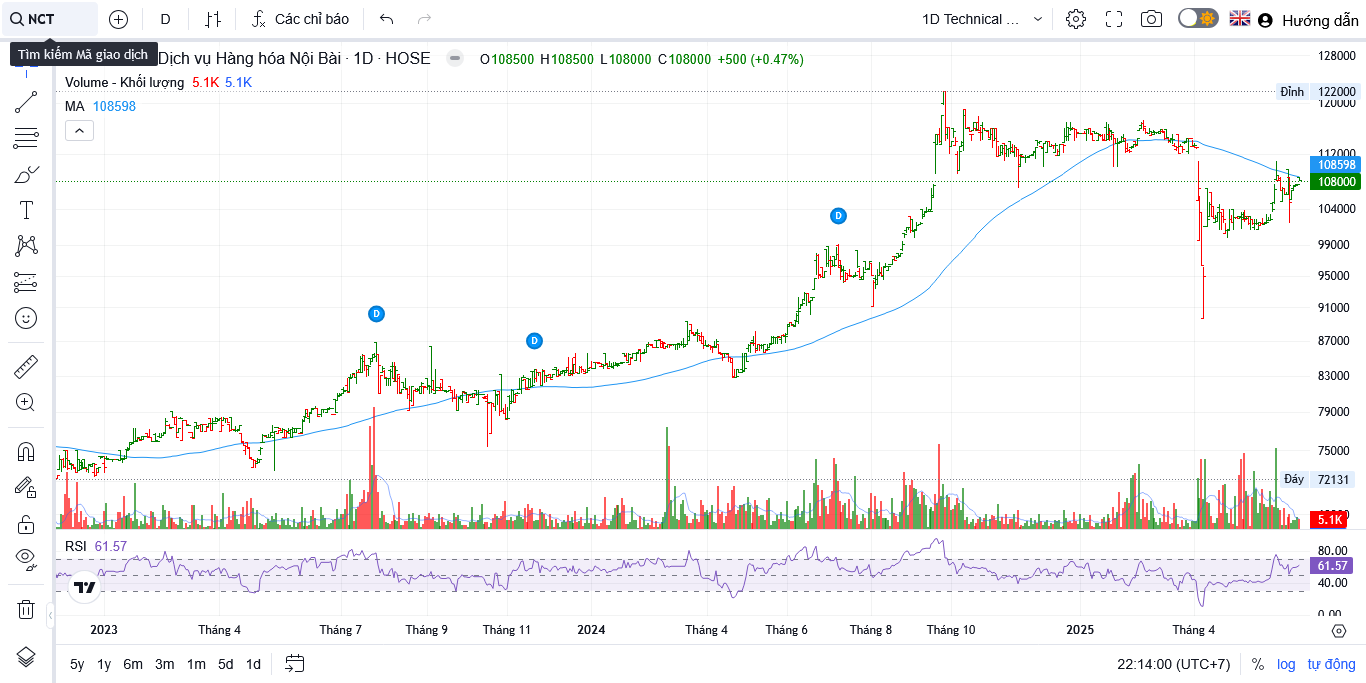 NCT D Các chỉ báo 1D Technical ... Hướng dẫn
Tìm kiếm Mã giao dịch
Dịch vụ Hàng hóa Nội Bài · 1D · HOSE O108500 H108500 L108000 C108000 +500 (+0.47%)
Volume - Khối lượng 5.1K 5.1K
MA 108598
128000
Đỉnh 122000
120000
112000
108598
108000
104000
99000
95000
91000
87000
83000
79000
75000
Đáy 72131
5.1K
D
D
D
RSI 61.57
80.00
61.57
40.00
0.00
2023 Tháng 4 Tháng 7 Tháng 9 Tháng 11 2024 Tháng 4 Tháng 6 Tháng 8 Tháng 10 2025 Tháng 4
5y 1y 6m 3m 1m 5d 1d 22:14:00 (UTC+7) % log tự động